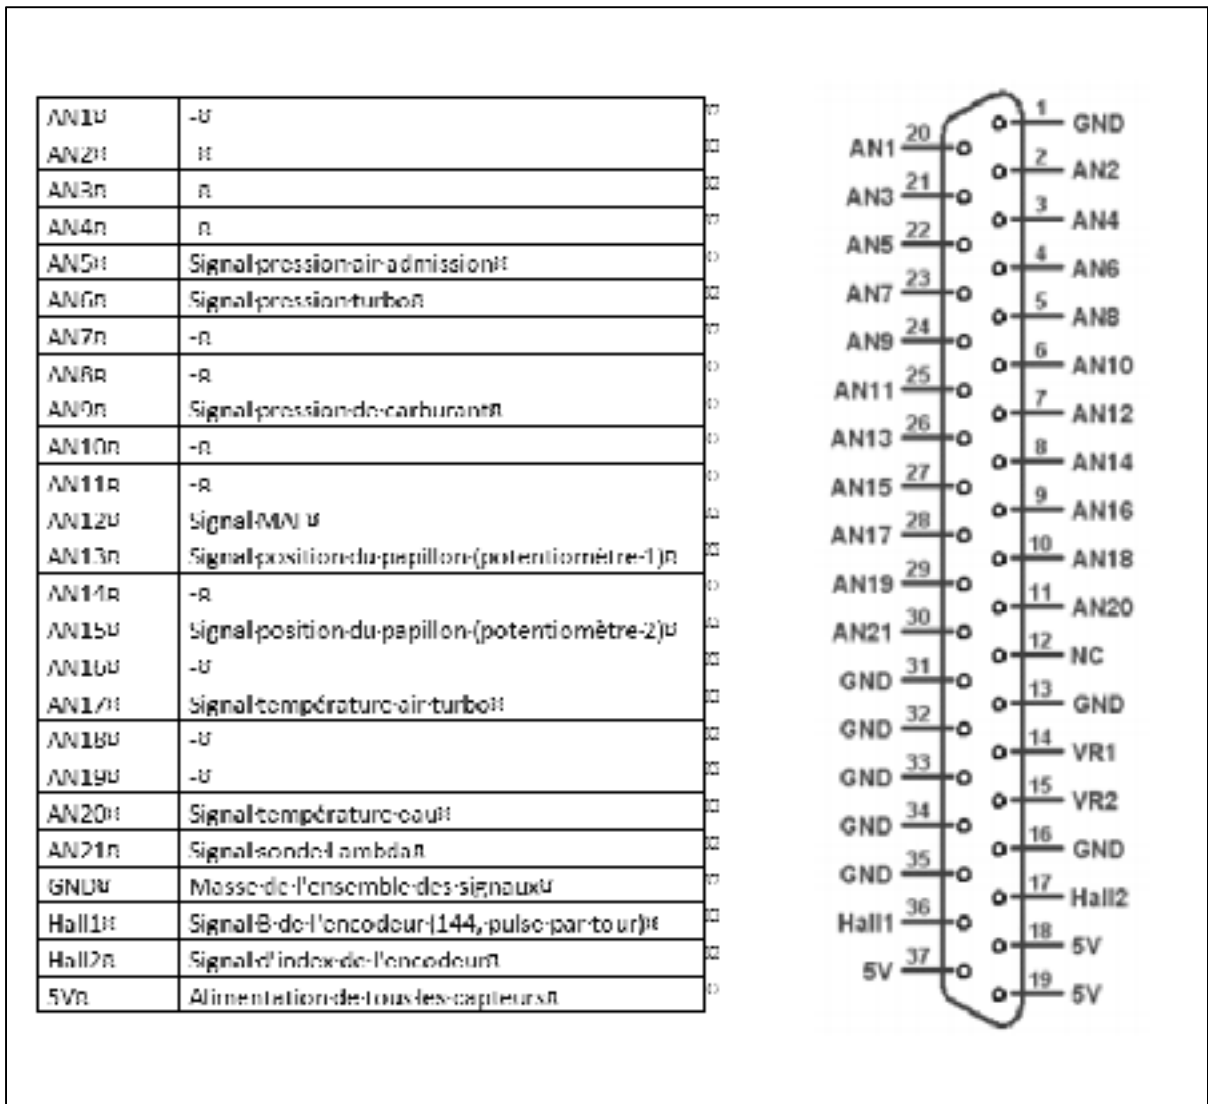 AN1¤ -¤
AN2¤ ¤
AN3¤ ¤
AN4¤ ¤
AN5¤ Signal·pression·air·admission¤
AN6¤ Signal·pression·turbo¤
AN7¤ -¤
AN8¤ -¤
AN9¤ Signal·pression·de·carburant¤
AN10¤ -¤
AN11¤ -¤
AN12¤ Signal·MAF¤
AN13¤ Signal·position·du·papillon·(potentiomètre·1)¤
AN14¤ -¤
AN15¤ Signal·position·du·papillon·(potentiomètre·2)¤
AN16¤ -¤
AN17¤ Signal·température·air·turbo¤
AN18¤ -¤
AN19¤ -¤
AN20¤ Signal·température·eau¤
AN21¤ Signal·sonde·Lambda¤
GND¤ Masse·de·l'ensemble·des·signaux¤
Hall1¤ Signal·B·de·l'encodeur·(144,·pulse·par·tour)¤
Hall2¤ Signal·d'index·de·l'encodeur¤
5V¤ Alimentation·de·tous·les·capteurs¤
1 GND
AN1 20
2 AN2
AN3 21
3 AN4
AN5 22
4 AN6
AN7 23
5 AN8
AN9 24
6 AN10
AN11 25
7 AN12
AN13 26
8 AN14
AN15 27
9 AN16
AN17 28
10 AN18
AN19 29
11 AN20
AN21 30
12 NC
GND 31
13 GND
GND 32
14 VR1
GND 33
15 VR2
GND 34
16 GND
GND 35
17 Hall2
Hall1 36
18 5V
5V 37
19 5V